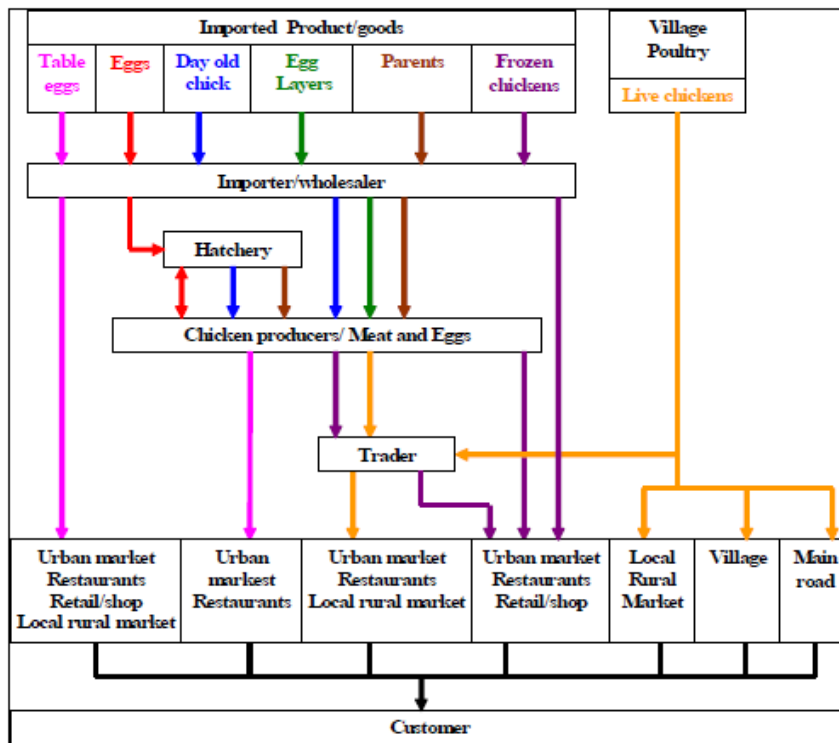 Imported Product/goods
Village
Poultry
Table
eggs
Eggs
Day old
chick
Egg
Layers
Parents
Frozen
chickens
Live chickens
Importer/wholesaler
Hatchery
Chicken producers/ Meat and Eggs
Trader
Urban market
Restaurants
Retail/shop
Local rural market
Urban
markest
Restaurants
Urban market
Restaurants
Local rural market
Urban market
Restaurants
Retail/shop
Local
Rural
Market
Village
Main
road
Customer